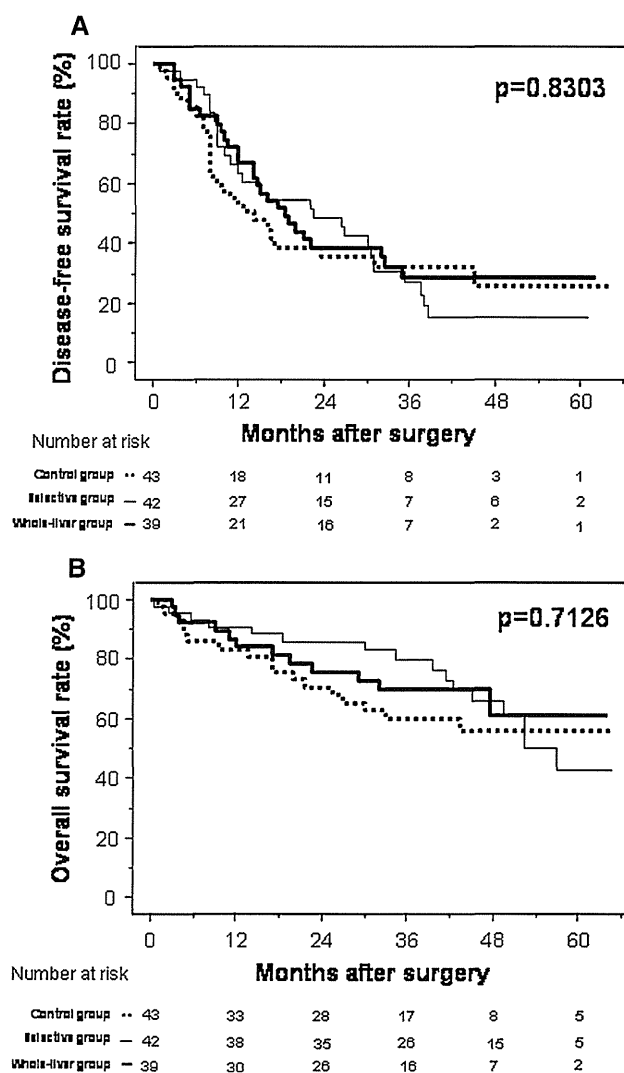 A
Disease-free survival rate (%)
100
80
60
40
20
0
p=0.8303
0 12 24 36 48 60
Months after surgery
Number at risk
Control group 43 18 11 8 3 1
Selective group 42 27 15 7 6 2
Whole-liver group 39 21 16 7 2 1
B
Overall survival rate (%)
100
80
60
40
20
0
p=0.7126
0 12 24 36 48 60
Months after surgery
Number at risk
Control group 43 33 28 17 8 5
Selective group 42 38 35 26 15 5
Whole-liver group 39 30 26 16 7 2